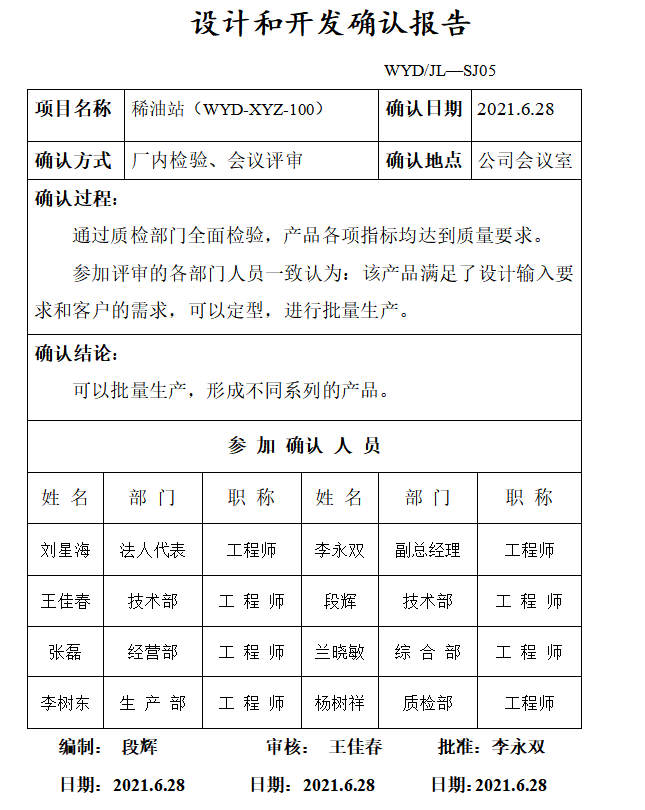 设计和开发确认报告
WYD/JL—SJ05
项目名称 稀油站（WYD-XYZ-100） 确认日期 2021.6.28
确认方式 厂内检验、会议评审 确认地点 公司会议室
确认过程：
通过质检部门全面检验，产品各项指标均达到质量要求。
参加评审的各部门人员一致认为：该产品满足了设计输入要
求和客户的需求，可以定型，进行批量生产。
确认结论：
可以批量生产，形成不同系列的产品。
参 加 确 认 人 员
姓 名 部 门 职 称 姓 名 部 门 职 称
刘星海 法人代表 工程师 李永双 副总经理 工程师
王佳春 技术部 工 程 师 段辉 技术部 工 程 师
张磊 经营部 工 程 师 兰晓敏 综 合 部 工 程 师
李树东 生 产 部 工 程 师 杨树祥 质检部 工程师
编制： 段辉 审核： 王佳春 批准：李永双
日期：2021.6.28 日期：2021.6.28 日期：2021.6.28